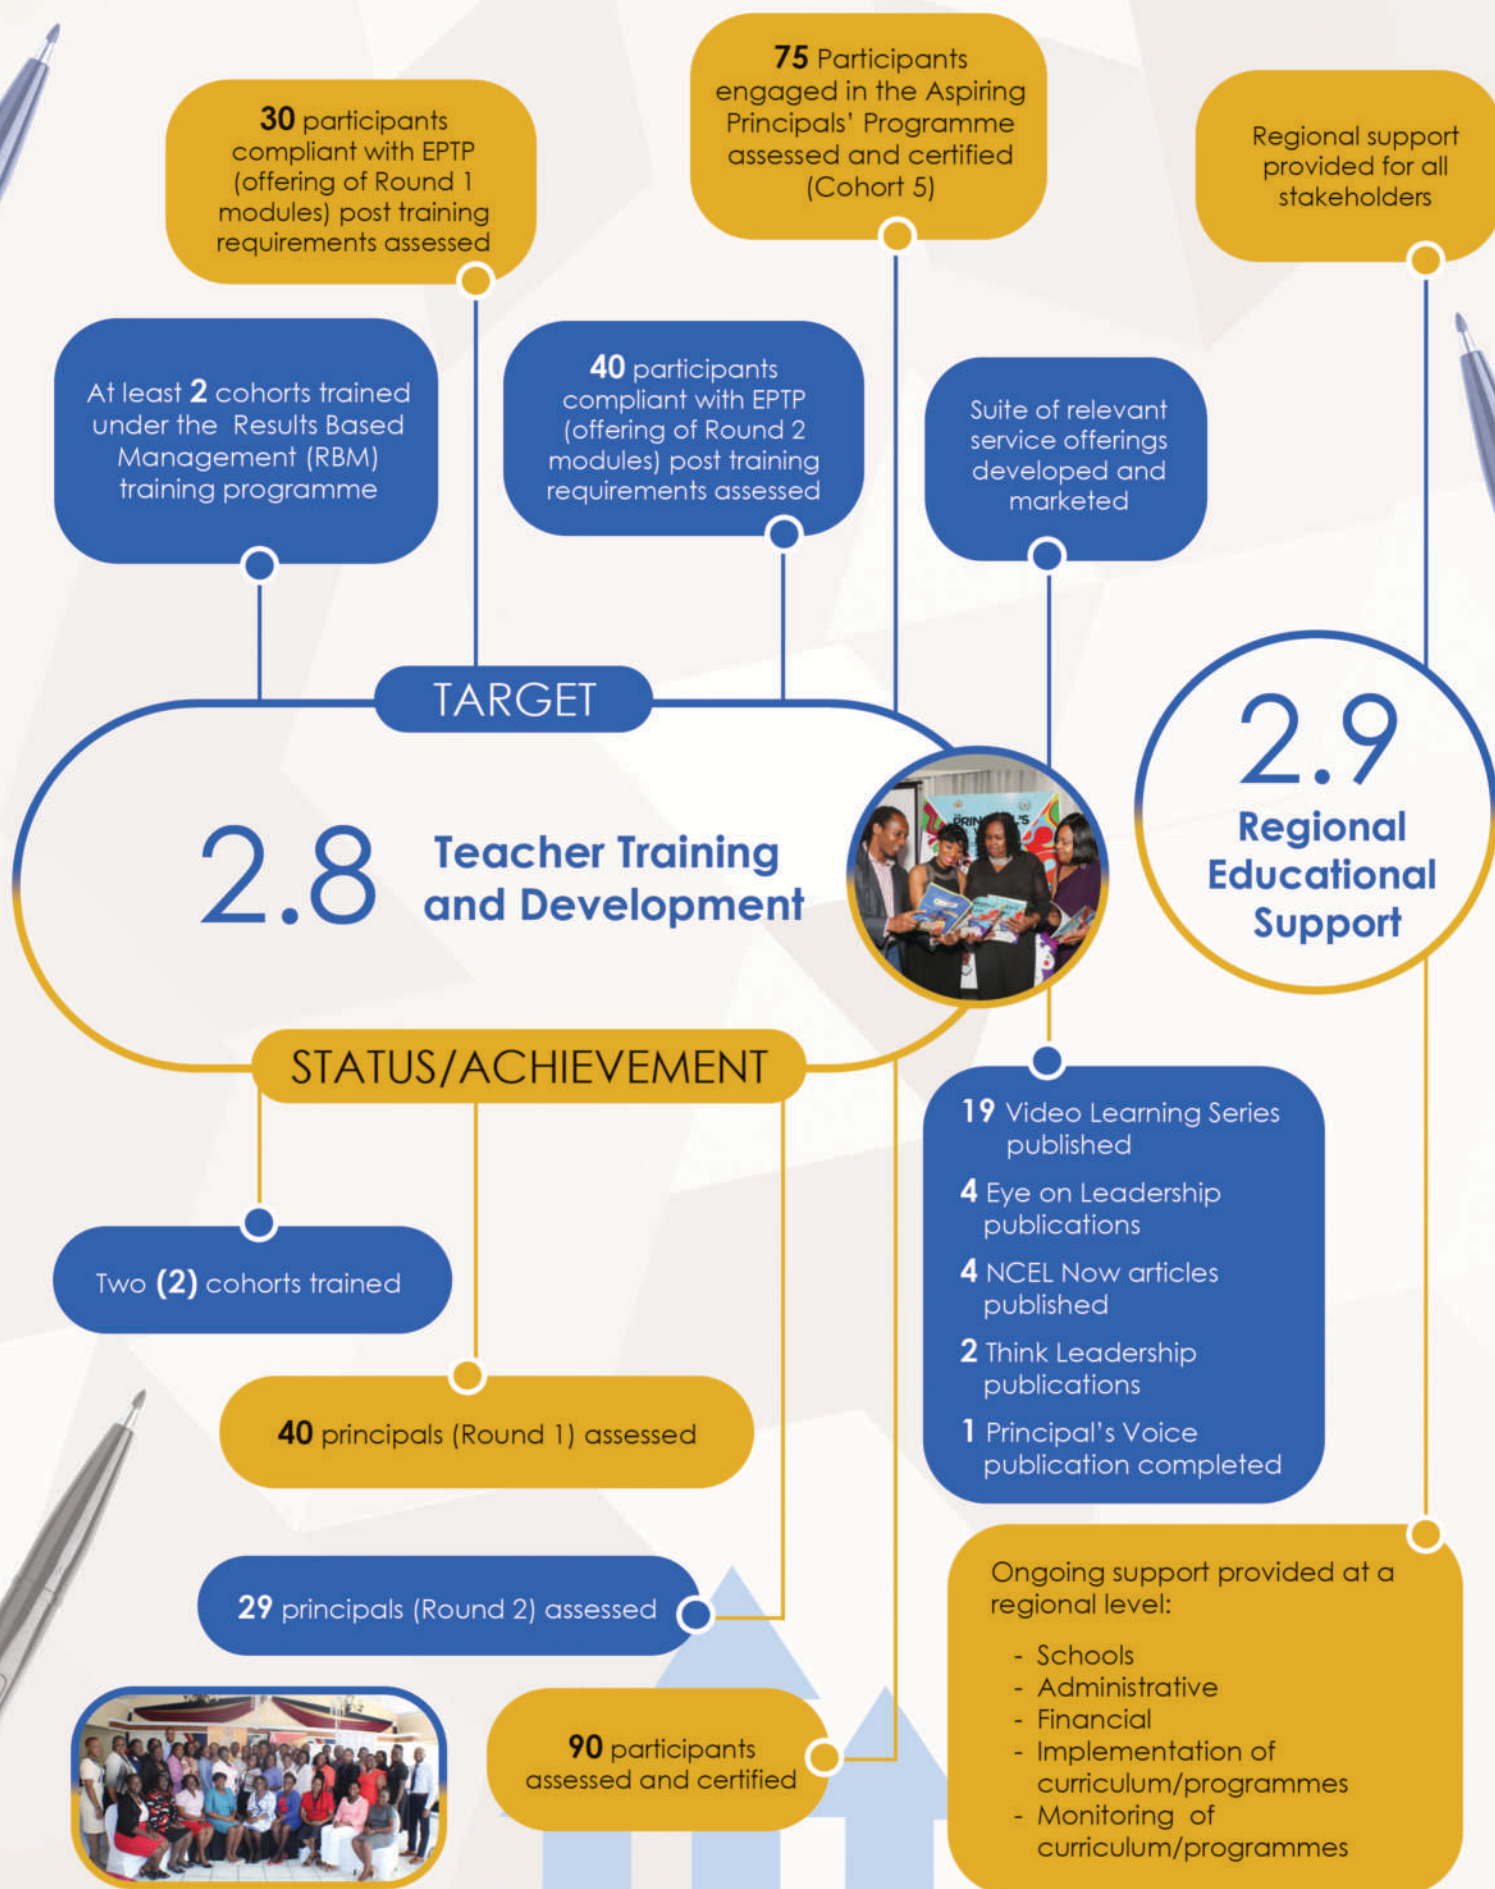 75 Participants
engaged in the Aspiring
Principals' Programme
assessed and certified
(Cohort 5)
30 participants
compliant with EPTP
(offering of Round 1
modules) post training
requirements assessed
Regional support
provided for all
stakeholders
At least 2 cohorts trained
under the Results Based
Management (RBM)
training programme
40 participants
compliant with EPTP
(offering of Round 2
modules) post training
requirements assessed
Suite of relevant
service offerings
developed and
marketed
TARGET
2.8
Teacher Training
and Development
2.9
Regional
Educational
Support
STATUS/ACHIEVEMENT
19 Video Learning Series
published
4 Eye on Leadership
publications
4 NCEL Now articles
published
2 Think Leadership
publications
1 Principal's Voice
publication completed
Two (2) cohorts trained
40 principals (Round 1) assessed
29 principals (Round 2) assessed
90 participants
assessed and certified
Ongoing support provided at a
regional level:
- Schools
- Administrative
- Financial
- Implementation of
curriculum/programmes
- Monitoring of
curriculum/programmes